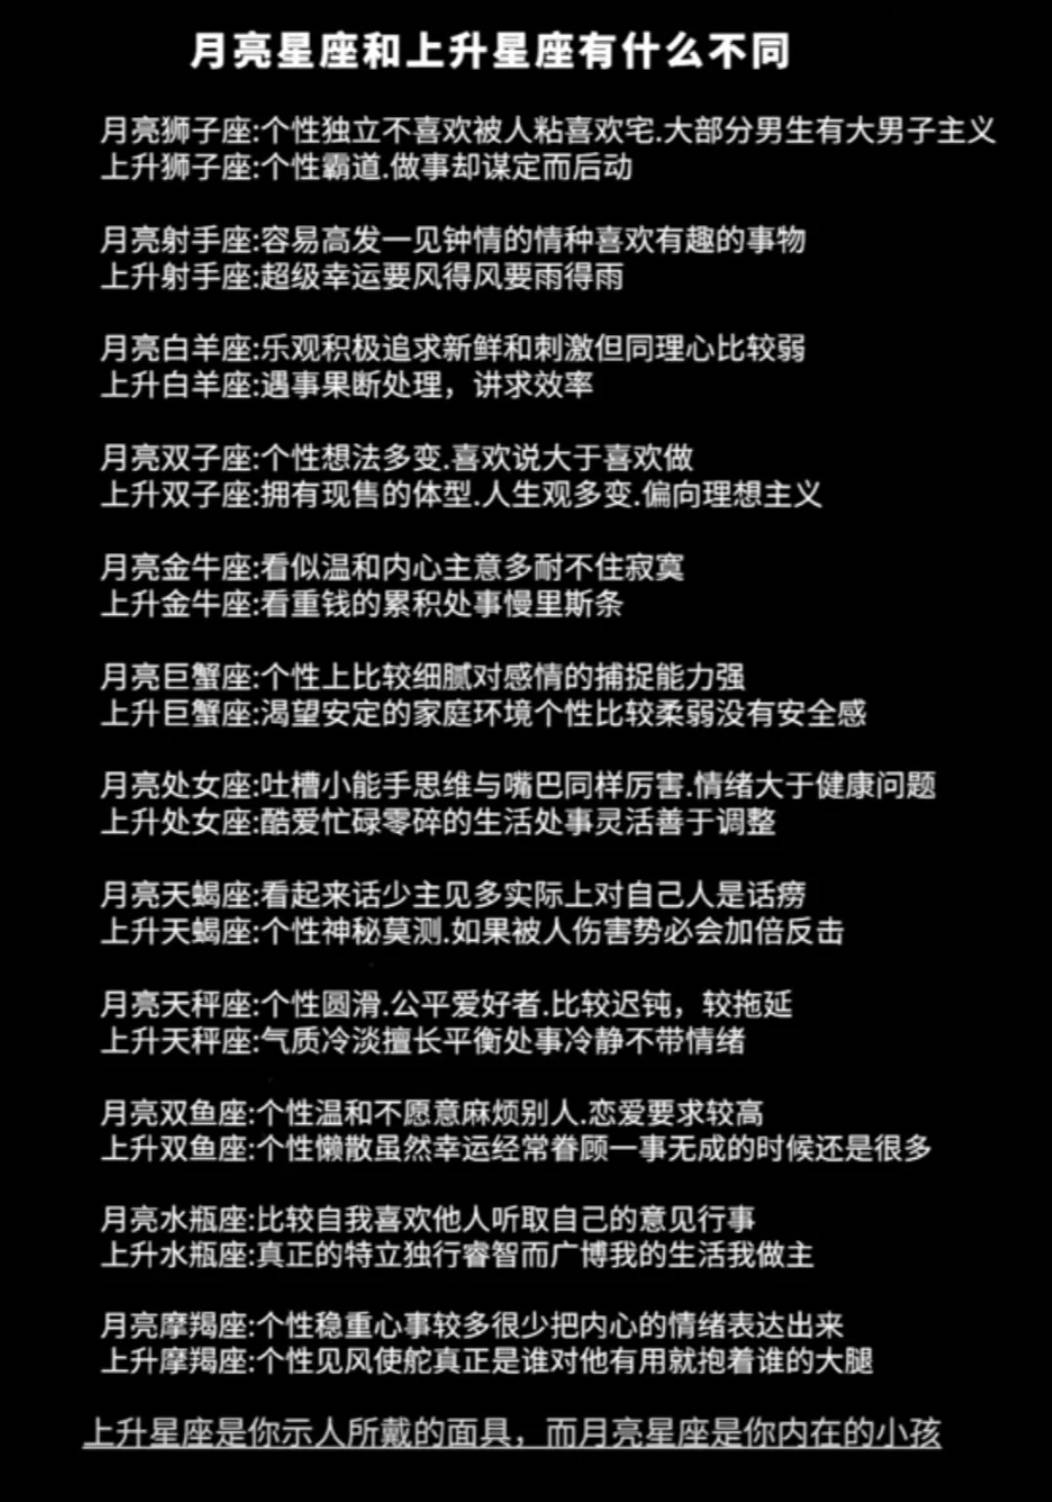 月亮星座和上升星座有什么不同
月亮狮子座:个性独立不喜欢被人粘喜欢宅.大部分男生有大男子主义
上升狮子座:个性霸道.做事却谋定而后动
月亮射手座:容易高发一见钟情的情种喜欢有趣的事物
上升射手座:超级幸运要风得风要雨得雨
月亮白羊座:乐观积极追求新鲜和刺激但同理心比较弱
上升白羊座:遇事果断处理，讲求效率
月亮双子座:个性想法多变.喜欢说大于喜欢做
上升双子座:拥有现售的体型.人生观多变.偏向理想主义
月亮金牛座:看似温和内心主意多耐不住寂寞
上升金牛座:看重钱的累积处事慢里斯条
月亮巨蟹座:个性上比较细腻对感情的捕捉能力强
上升巨蟹座:渴望安定的家庭环境个性比较柔弱没有安全感
月亮处女座:吐槽小能手思维与嘴巴同样厉害.情绪大于健康问题
上升处女座:酷爱忙碌零碎的生活处事灵活善于调整
月亮天蝎座:看起来话少主见多实际上对自己人是话痨
上升天蝎座:个性神秘莫测.如果被人伤害势必会加倍反击
月亮天秤座:个性圆滑.公平爱好者.比较迟钝，较拖延
上升天秤座:气质冷淡擅长平衡处事冷静不带情绪
月亮双鱼座:个性温和不愿意麻烦别人.恋爱要求较高
上升双鱼座:个性懒散虽然幸运经常眷顾一事无成的时候还是很多
月亮水瓶座:比较自我喜欢他人听取自己的意见行事
上升水瓶座:真正的特立独行睿智而广博我的生活我做主
月亮摩羯座:个性稳重心事较多很少把内心的情绪表达出来
上升摩羯座:个性见风使舵真正是谁对他有用就抱着谁的大腿
上升星座是你示人所戴的面具，而月亮星座是你内在的小孩